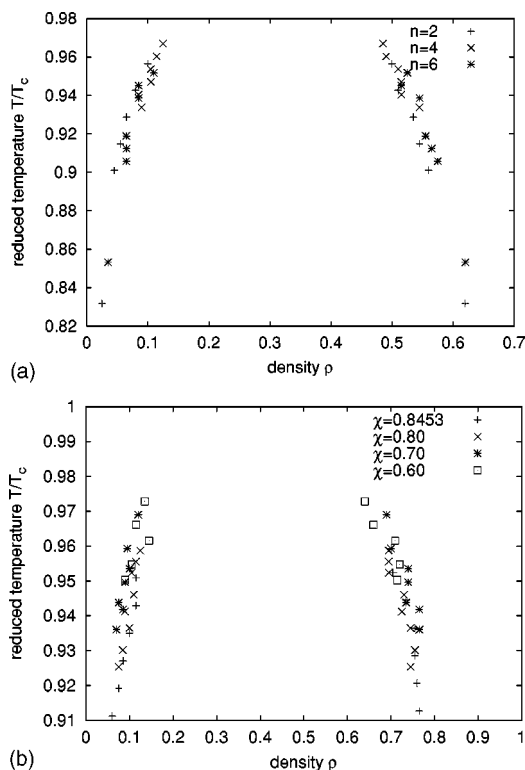 0.98
0.96
0.94
0.92
0.9
0.88
0.86
0.84
0.82
reduced temperature T/Tc
n=2
n=4
n=6
0 0.1 0.2 0.3 0.4 0.5 0.6 0.7
density ρ
(a)
1
0.99
0.98
0.97
0.96
0.95
0.94
0.93
0.92
0.91
reduced temperature T/Tc
χ=0.8453
χ=0.80
χ=0.70
χ=0.60
0 0.1 0.2 0.3 0.4 0.5 0.6 0.7 0.8 0.9 1
density ρ
(b)